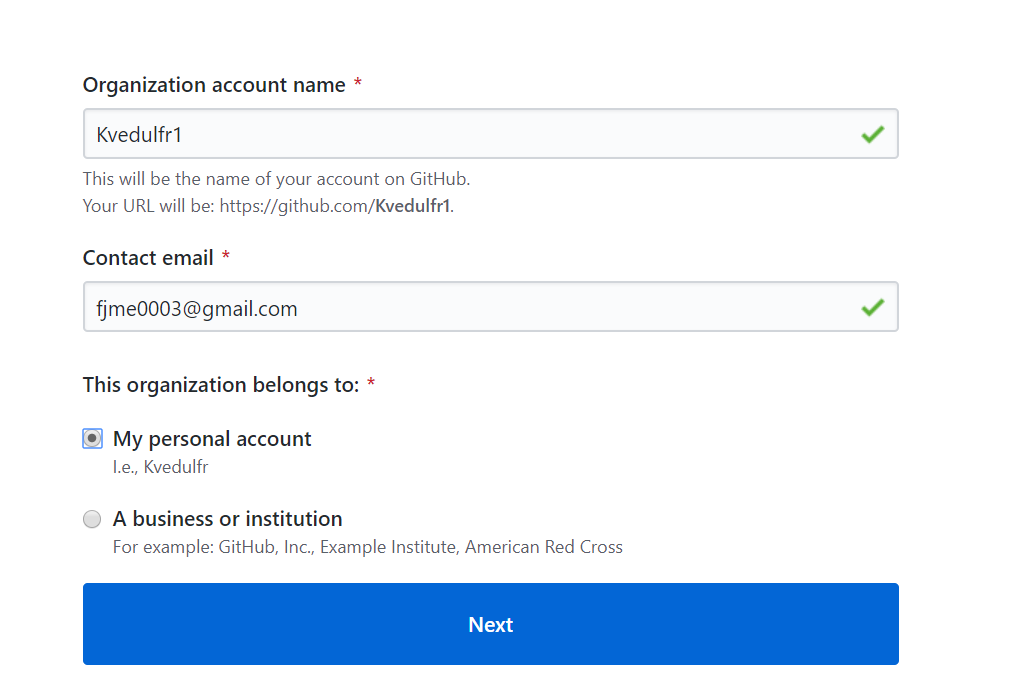 Organization account name *
Kvedulfr1
This will be the name of your account on GitHub.
Your URL will be: https://github.com/Kvedulfr1.
Contact email *
fjme0003@gmail.com
This organization belongs to: *
My personal account
I.e., Kvedulfr
A business or institution
For example: GitHub, Inc., Example Institute, American Red Cross
Next